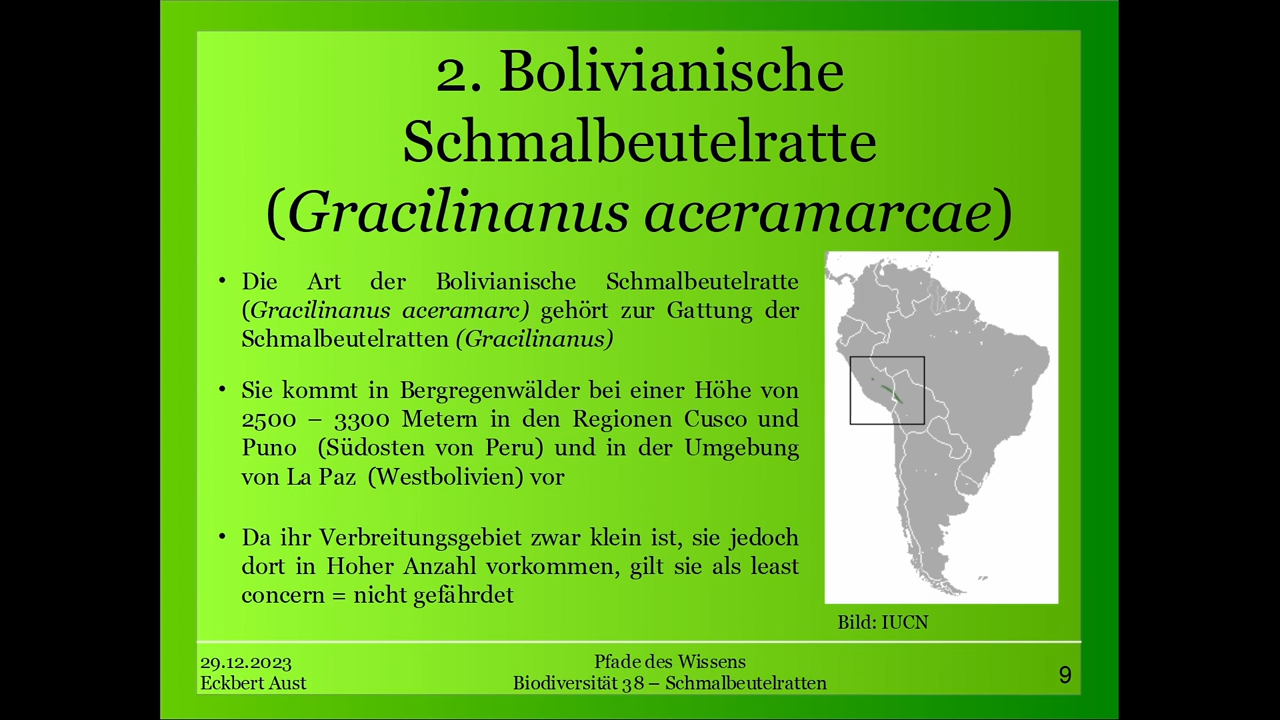 2. Bolivianische
Schmalbeutelratte
(Gracilinanus aceramarcae)
• Die Art der Bolivianische Schmalbeutelratte
(Gracilinanus aceramarc) gehört zur Gattung der
Schmalbeutelratten (Gracilinanus)
• Sie kommt in Bergregenwälder bei einer Höhe von
2500 – 3300 Metern in den Regionen Cusco und
Puno (Südosten von Peru) und in der Umgebung
von La Paz (Westbolivien) vor
• Da ihr Verbreitungsgebiet zwar klein ist, sie jedoch
dort in Hoher Anzahl vorkommen, gilt sie als least
concern = nicht gefährdet
Bild: IUCN
29.12.2023
Eckbert Aust
Pfade des Wissens
Biodiversität 38 – Schmalbeutelratten
9